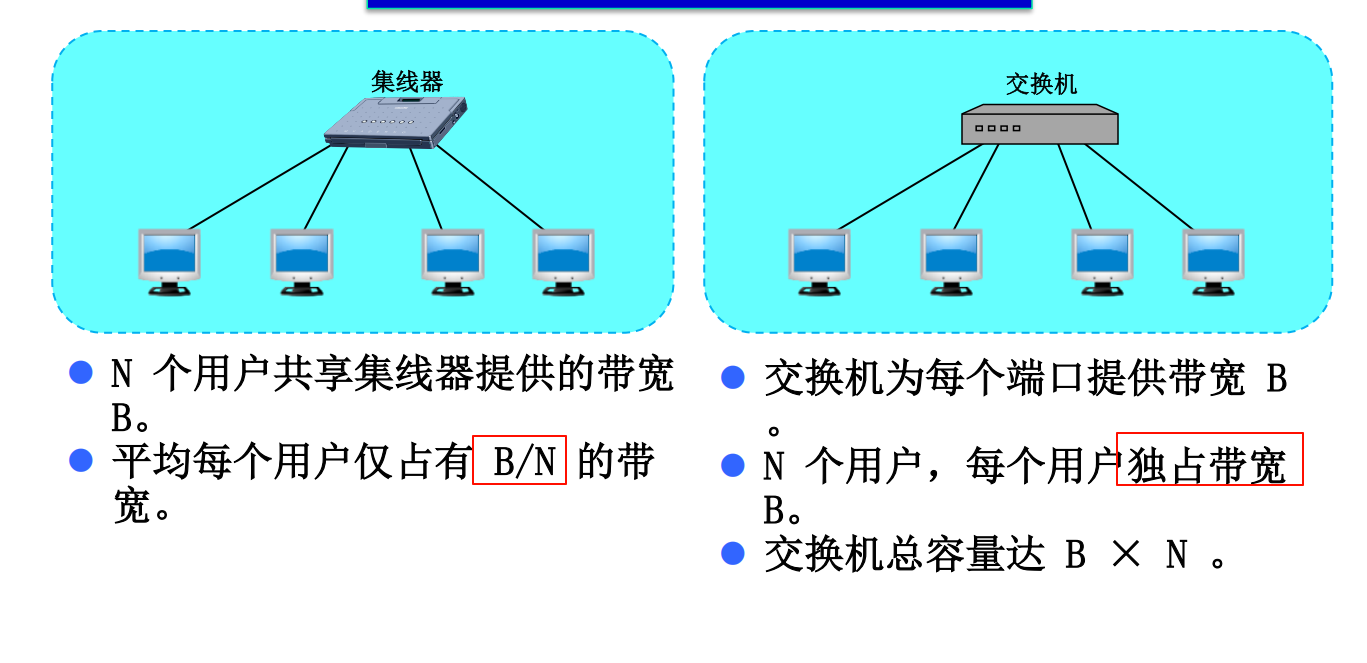 集线器
交换机
N 个用户共享集线器提供的带宽
B。
平均每个用户仅占有 B/N 的带
宽。
交换机为每个端口提供带宽 B
。
N 个用户，每个用户独占带宽
B。
交换机总容量达 B × N 。